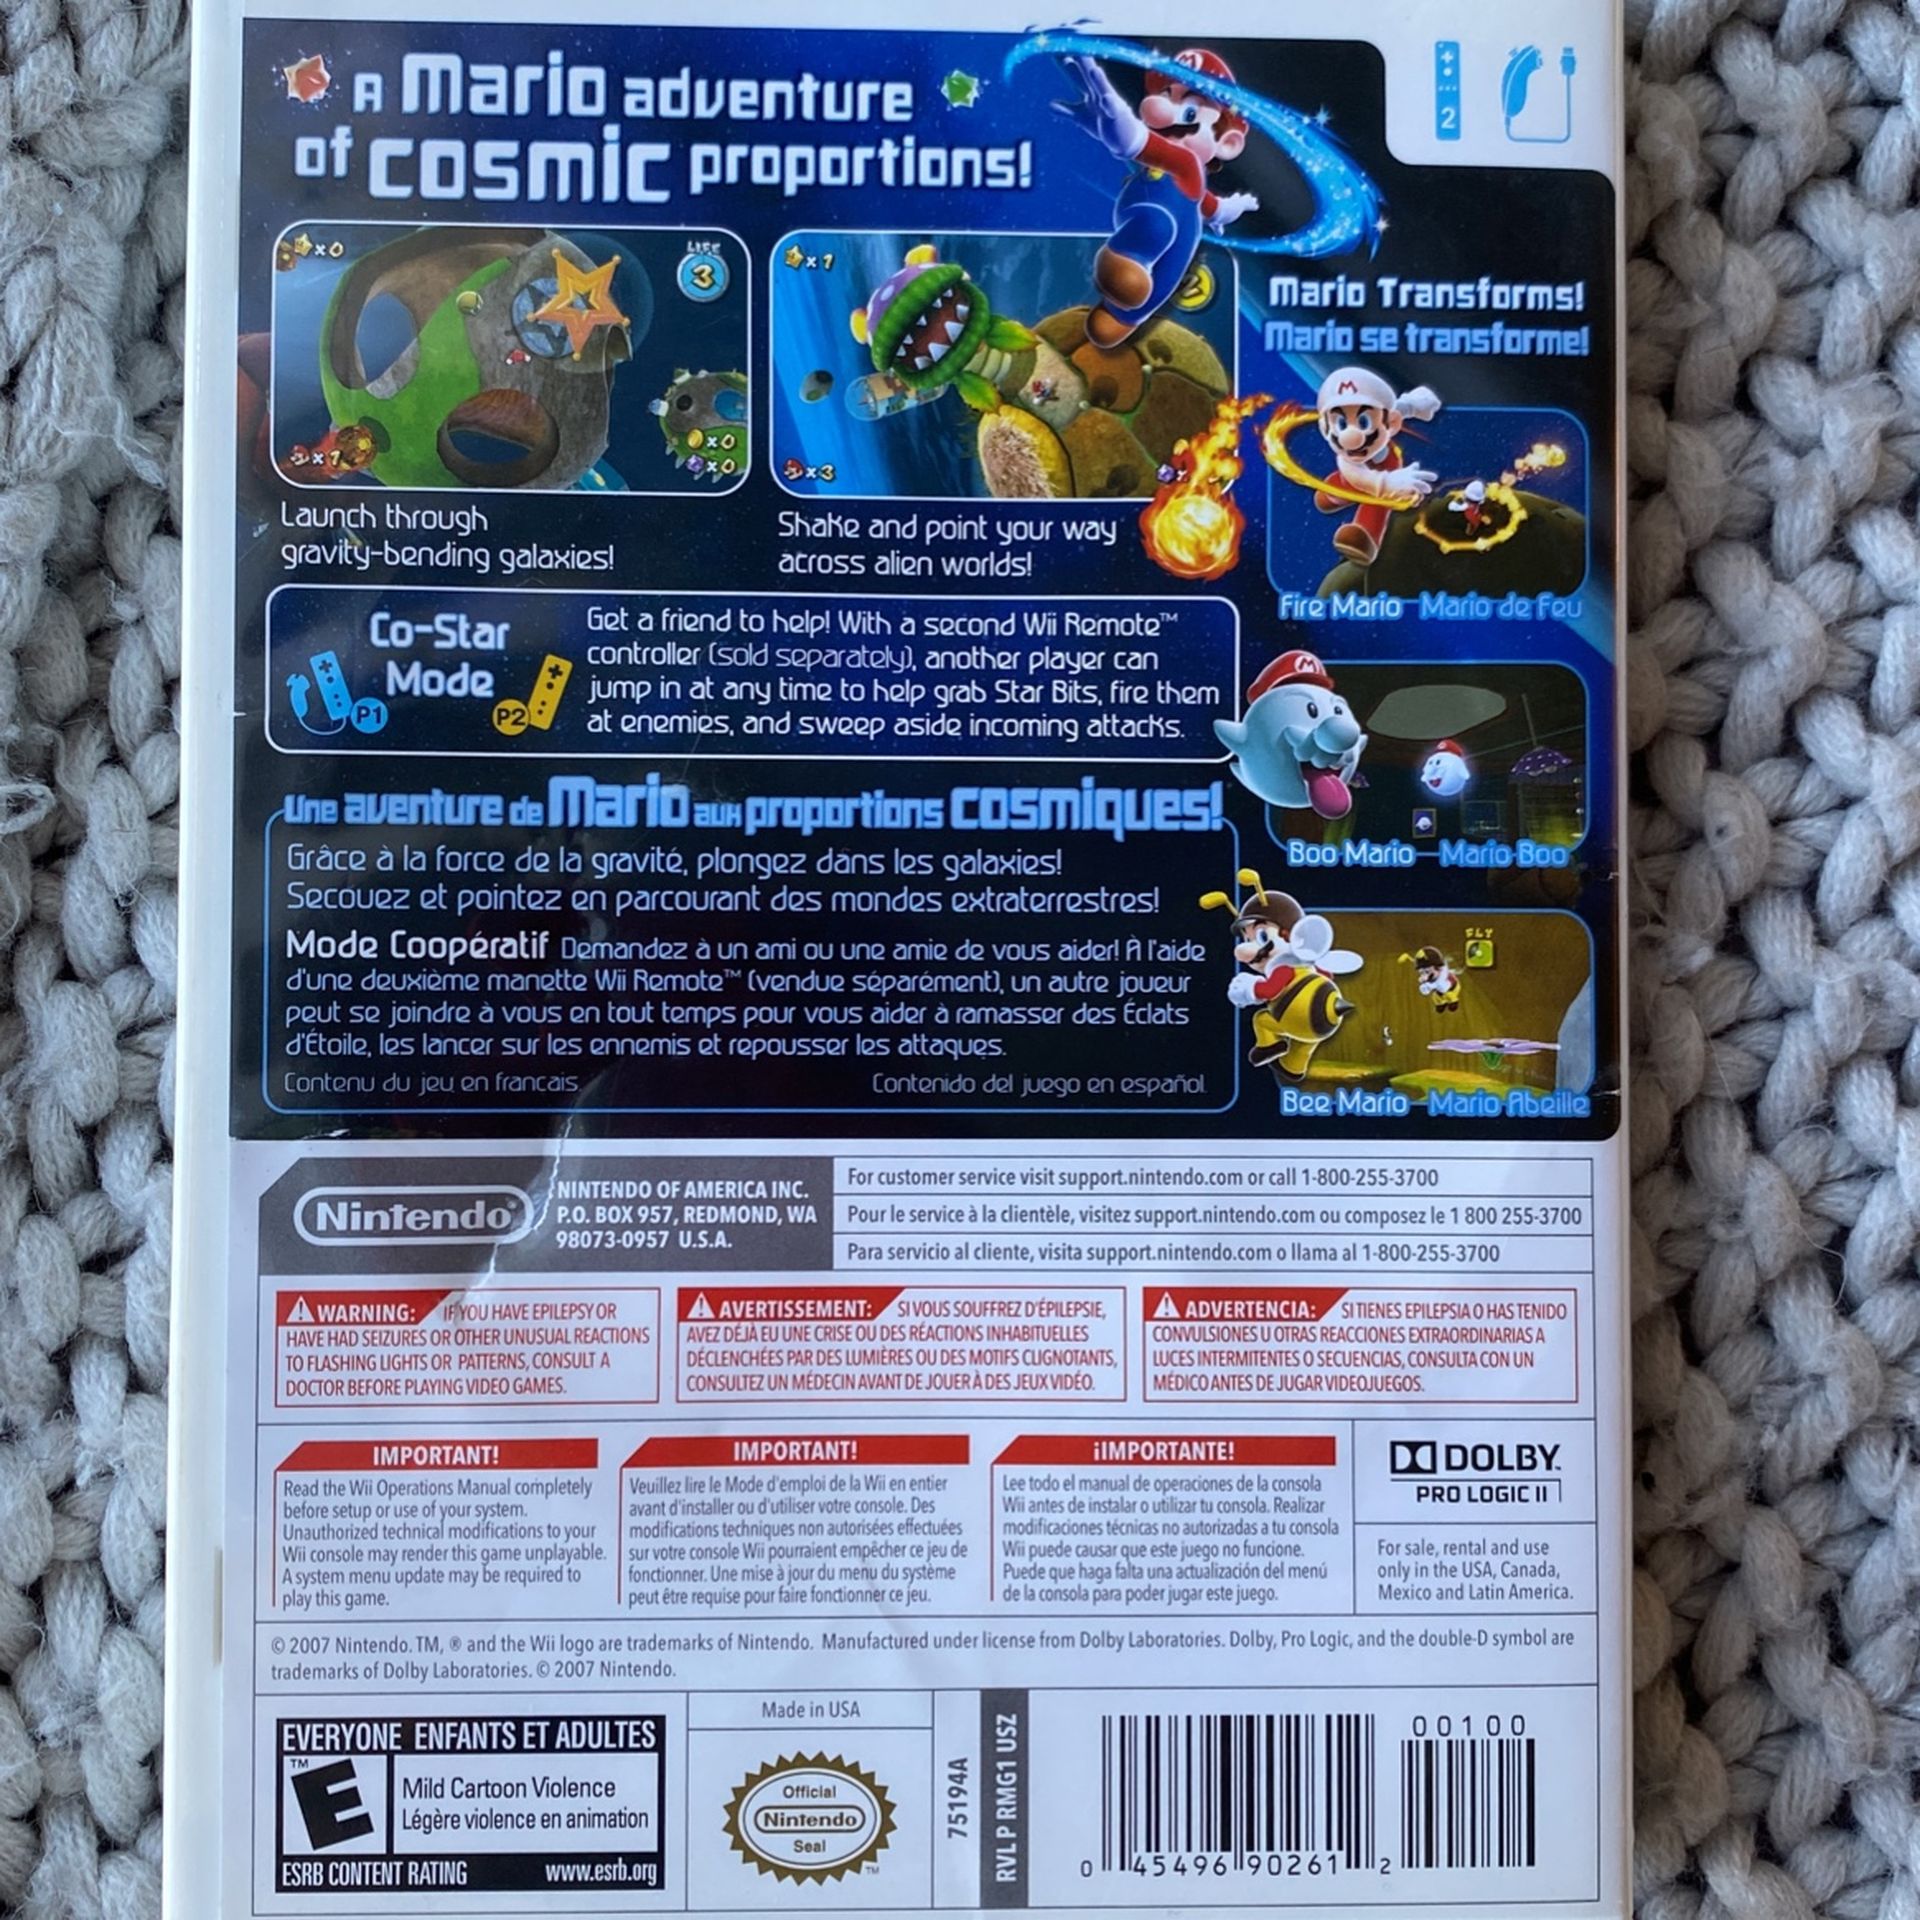 A Mario adventure
of cosmic proportions!
2
x0
LIFE
3
x1
x0
x0
x1
2
x3
Launch through
gravity-bending galaxies!
Shake and point your way
across alien worlds!
Mario Transforms!
Mario se transforme!
Fire Mario Mario de Feu
Co-Star
Mode
P1
P2
Get a friend to help! With a second Wii Remote™
controller (sold separately), another player can
jump in at any time to help grab Star Bits, fire them
at enemies, and sweep aside incoming attacks.
Boo Mario Mario Boo
Une aventure de Mario aux proportions cosmiques!
Grâce à la force de la gravité, plongez dans les galaxies!
Secouez et pointez en parcourant des mondes extraterrestres!
Mode Coopératif Demandez à un ami ou une amie de vous aider! À l'aide
d'une deuxième manette Wii Remote™ (vendue séparément), un autre joueur
peut se joindre à vous en tout temps pour vous aider à ramasser des Éclats
d'Étoile, les lancer sur les ennemis et repousser les attaques.
Contenu du jeu en francais.
Contenido del juego en español.
FLY
Bee Mario Mario Abeille
Nintendo®
NINTENDO OF AMERICA INC.
P.O. BOX 957, REDMOND, WA
98073-0957 U.S.A.
For customer service visit support.nintendo.com or call 1-800-255-3700
Pour le service à la clientèle, visitez support.nintendo.com ou composez le 1 800 255-3700
Para servicio al cliente, visita support.nintendo.com o llama al 1-800-255-3700
WARNING: IF YOU HAVE EPILEPSY OR
HAVE HAD SEIZURES OR OTHER UNUSUAL REACTIONS
TO FLASHING LIGHTS OR PATTERNS, CONSULT A
DOCTOR BEFORE PLAYING VIDEO GAMES.
AVERTISSEMENT: SI VOUS SOUFFREZ D'ÉPILEPSIE,
AVEZ DÉJÀ EU UNE CRISE OU DES RÉACTIONS INHABITUELLES
DÉCLENCHÉES PAR DES LUMIÈRES OU DES MOTIFS CLIGNOTANTS,
CONSULTEZ UN MÉDECIN AVANT DE JOUER À DES JEUX VIDÉO.
ADVERTENCIA: SI TIENES EPILEPSIA O HAS TENIDO
CONVULSIONES U OTRAS REACCIONES EXTRAORDINARIAS A
LUCES INTERMITENTES O SECUENCIAS, CONSULTA CON UN
MÉDICO ANTES DE JUGAR VIDEOJUEGOS.
IMPORTANT!
Read the Wii Operations Manual completely
before setup or use of your system.
Unauthorized technical modifications to your
Wii console may render this game unplayable.
A system menu update may be required to
play this game.
IMPORTANT!
Veuillez lire le Mode d'emploi de la Wii en entier
avant d'installer ou d'utiliser votre console. Des
modifications techniques non autorisées effectuées
sur votre console Wii pourraient empêcher ce jeu de
fonctionner. Une mise à jour du menu du système
peut être requise pour faire fonctionner ce jeu.
¡IMPORTANTE!
Lee todo el manual de operaciones de la consola
Wii antes de instalar o utilizar tu consola. Realizar
modificaciones técnicas no autorizadas a tu consola
Wii puede causar que este juego no funcione.
Puede que haga falta una actualización del menú
de la consola para poder jugar este juego.
DOLBY
PRO LOGIC II
For sale, rental and use
only in the USA, Canada,
Mexico and Latin America.
© 2007 Nintendo. TM, ® and the Wii logo are trademarks of Nintendo. Manufactured under license from Dolby Laboratories. Dolby, Pro Logic, and the double-D symbol are
trademarks of Dolby Laboratories. © 2007 Nintendo.
EVERYONE ENFANTS ET ADULTES
™
E
Mild Cartoon Violence
Légère violence en animation
ESRB CONTENT RATING www.esrb.org
Made in USA
Official
Nintendo
Seal
TM
75194A
RVL P RMG1 USZ
00100
0 45496 90261 2